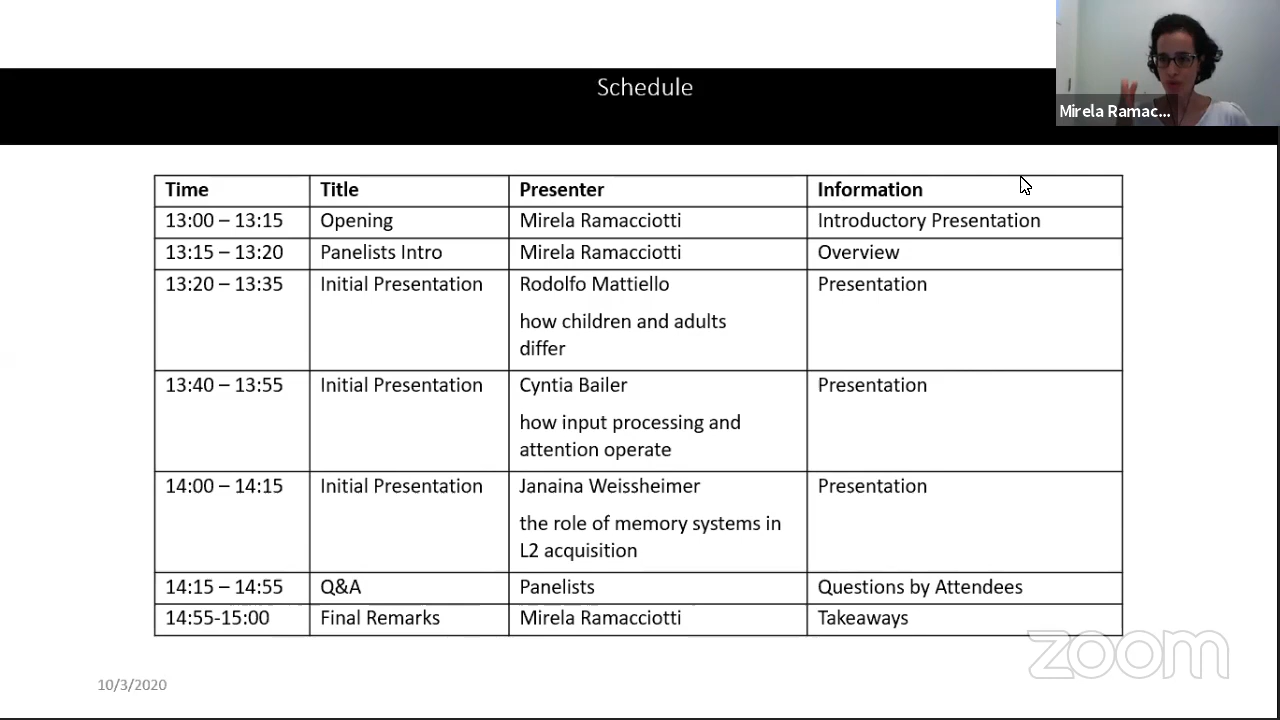 Schedule
Mirela Ramac...
Time Title Presenter Information
13:00 – 13:15 Opening Mirela Ramacciotti Introductory Presentation
13:15 – 13:20 Panelists Intro Mirela Ramacciotti Overview
13:20 – 13:35 Initial Presentation Rodolfo Mattiello Presentation
how children and adults
differ
13:40 – 13:55 Initial Presentation Cyntia Bailer Presentation
how input processing and
attention operate
14:00 – 14:15 Initial Presentation Janaina Weissheimer Presentation
the role of memory systems in
L2 acquisition
14:15 – 14:55 Q&A Panelists Questions by Attendees
14:55-15:00 Final Remarks Mirela Ramacciotti Takeaways
zoom
10/3/2020